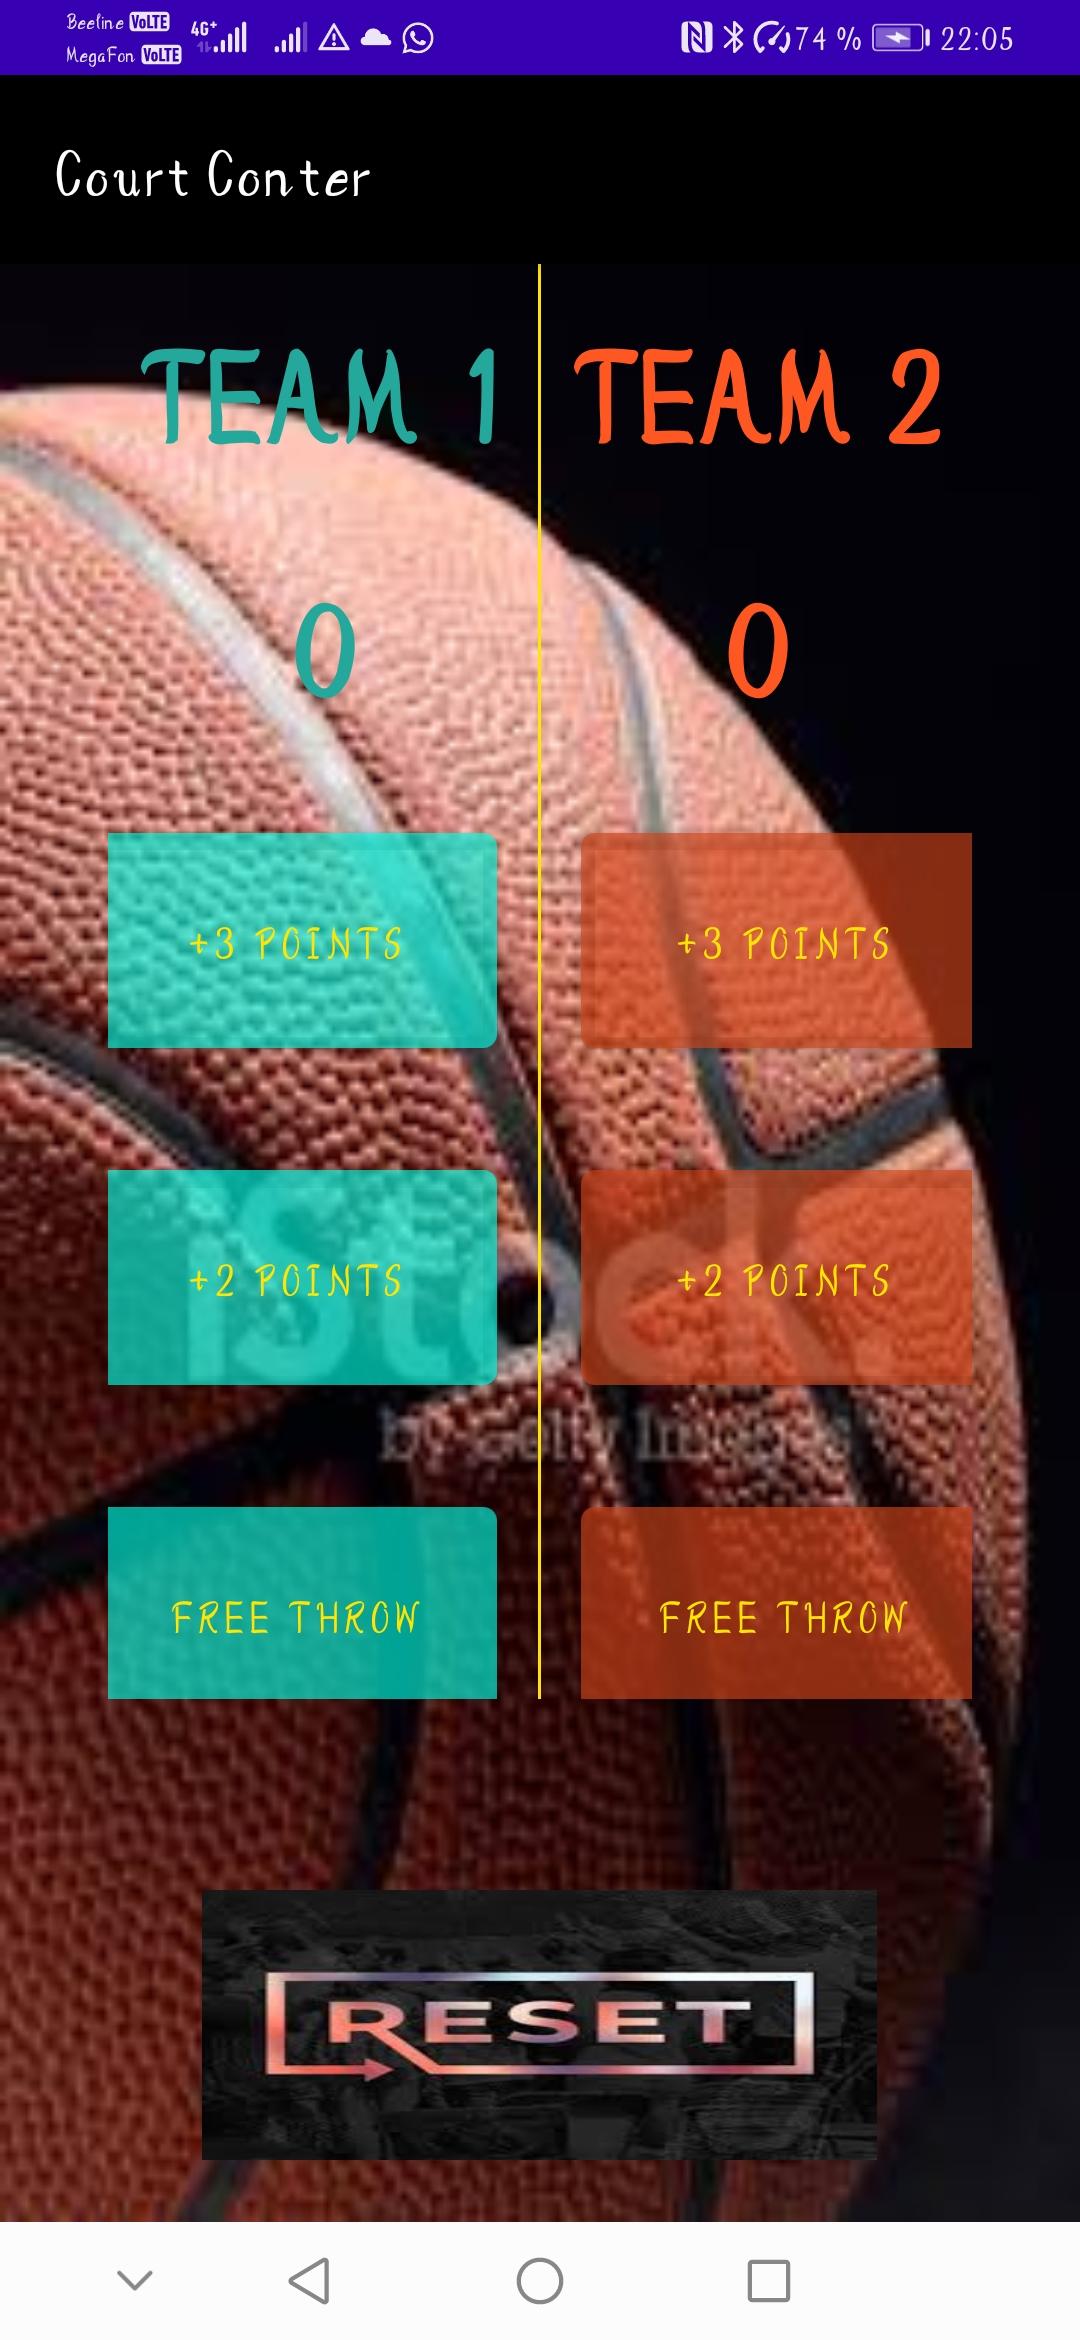 Beeline VoLTE 4G+ 74 % 22:05
MegaFon VoLTE
Court Conter
TEAM 1 TEAM 2
0 0
+3 POINTS +3 POINTS
+2 POINTS +2 POINTS
iStock
by Getty Images
FREE THROW FREE THROW
RESET